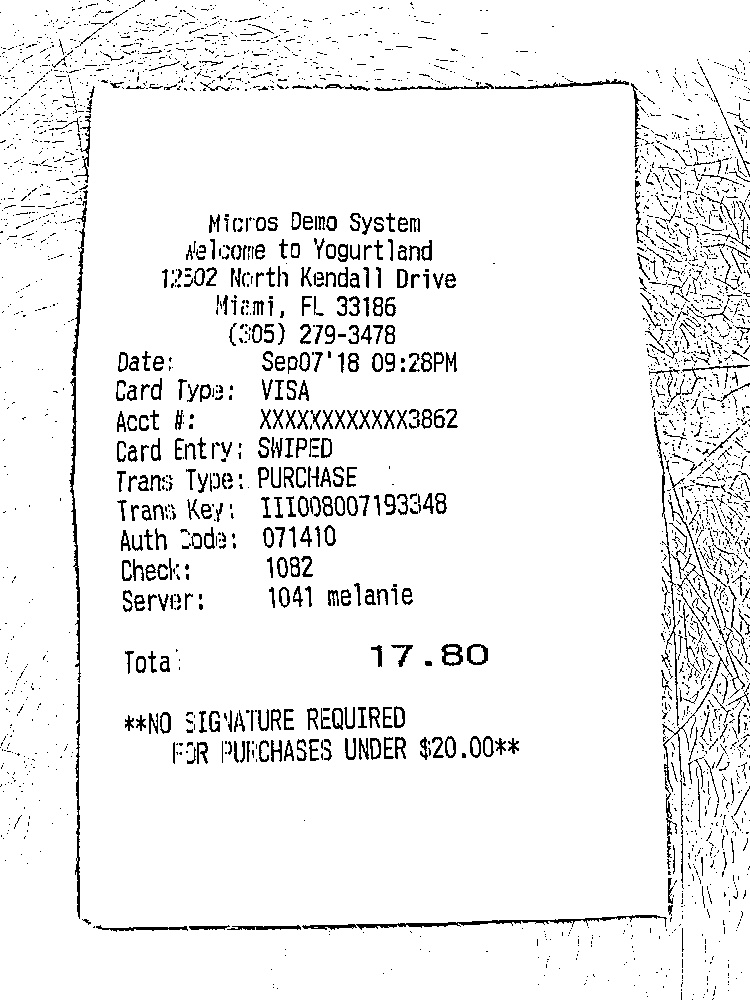 Micros Demo System
Welcome to Yogurtland
12502 North Kendall Drive
Miami, FL 33186
(305) 279-3478
Date: Sep07'18 09:28PM
Card Type: VISA
Acct #: XXXXXXXXXXXX3862
Card Entry: SWIPED
Trans Type: PURCHASE
Trans Key: III008007193348
Auth Code: 071410
Check: 1082
Server: 1041 melanie
Total: 17.80
**NO SIGNATURE REQUIRED
FOR PURCHASES UNDER $20.00**